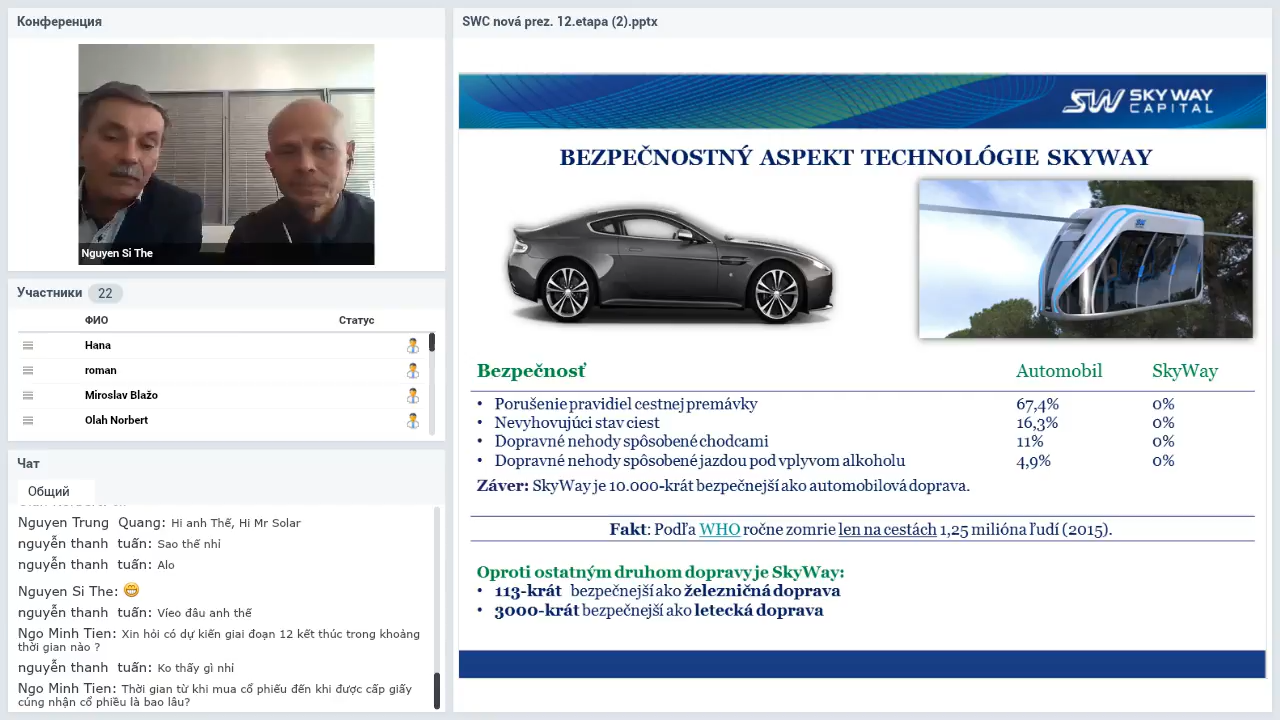 Конференция
Nguyen Si The
Участники 22
ФИО Статус
Hana
roman
Miroslav Blažo
Olah Norbert
Чат
Общий
Nguyen Trung Quang: Hi anh Thế, Hi Mr Solar
nguyễn thanh tuấn: Sao thế nhỉ
nguyễn thanh tuấn: Alo
Nguyen Si The: 😁
nguyễn thanh tuấn: Víeo đâu anh thế
Ngo Minh Tien: Xin hỏi có dự kiến giai đoạn 12 kết thúc trong khoảng
thời gian nào ?
nguyễn thanh tuấn: Ko thấy gì nhỉ
Ngo Minh Tien: Thời gian từ khi mua cổ phiếu đến khi được cấp giấy
cúng nhận cổ phiều là bao lâu?
SWC nová prez. 12.etapa (2).pptx
SW SKY WAY
CAPITAL
BEZPEČNOSTNÝ ASPEKT TECHNOLÓGIE SKYWAY
Bezpečnosť Automobil SkyWay
• Porušenie pravidiel cestnej premávky 67,4% 0%
• Nevyhovujúci stav ciest 16,3% 0%
• Dopravné nehody spôsobené chodcami 11% 0%
• Dopravné nehody spôsobené jazdou pod vplyvom alkoholu 4,9% 0%
Záver: SkyWay je 10.000-krát bezpečnejší ako automobilová doprava.
Fakt: Podľa WHO ročne zomrie len na cestách 1,25 milióna ľudí (2015).
Oproti ostatným druhom dopravy je SkyWay:
• 113-krát bezpečnejší ako železničná doprava
• 3000-krát bezpečnejší ako letecká doprava